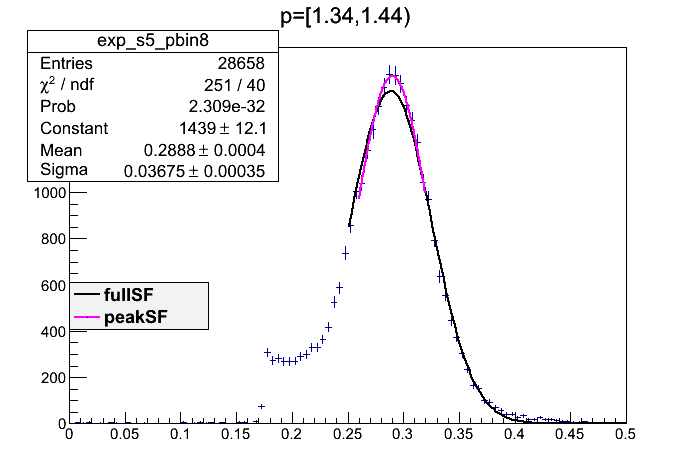 p=[1.34,1.44)
exp_s5_pbin8
Entries 28658
χ² / ndf 251 / 40
Prob 2.309e-32
Constant 1439 ± 12.1
Mean 0.2888 ± 0.0004
Sigma 0.03675 ± 0.00035
1000
800
600
fullSF
peakSF
400
200
0
0 0.05 0.1 0.15 0.2 0.25 0.3 0.35 0.4 0.45 0.5